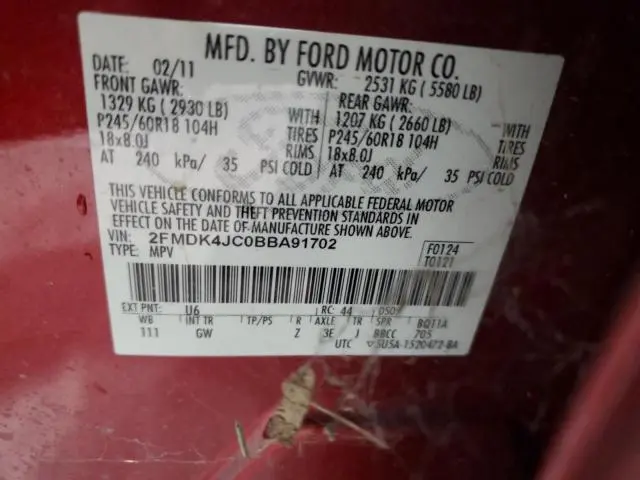 MFD. BY FORD MOTOR CO.
DATE: 02/11 GVWR: 2531 KG ( 5580 LB)
FRONT GAWR: REAR GAWR:
1329 KG ( 2930 LB) 1207 KG ( 2660 LB)
P245/60R18 104H TIRES P245/60R18 104H TIRES
18x8.0J RIMS 18x8.0J RIMS
AT 240 kPa/ 35 PSI COLD AT 240 kPa/ 35 PSI COLD
THIS VEHICLE CONFORMS TO ALL APPLICABLE FEDERAL MOTOR
VEHICLE SAFETY AND THEFT PREVENTION STANDARDS IN
EFFECT ON THE DATE OF MANUFACTURE SHOWN ABOVE.
VIN: 2FMDK4JC0BBA91702 F0124
TYPE: MPV T0121
EXT PNT: U6 RC: 44 DSO:
WB INT TR TP/PS R AXLE TR SPR BQT1A
111 GW Z 3E J BBCC 705
UTC 5U5A-1520472-BA